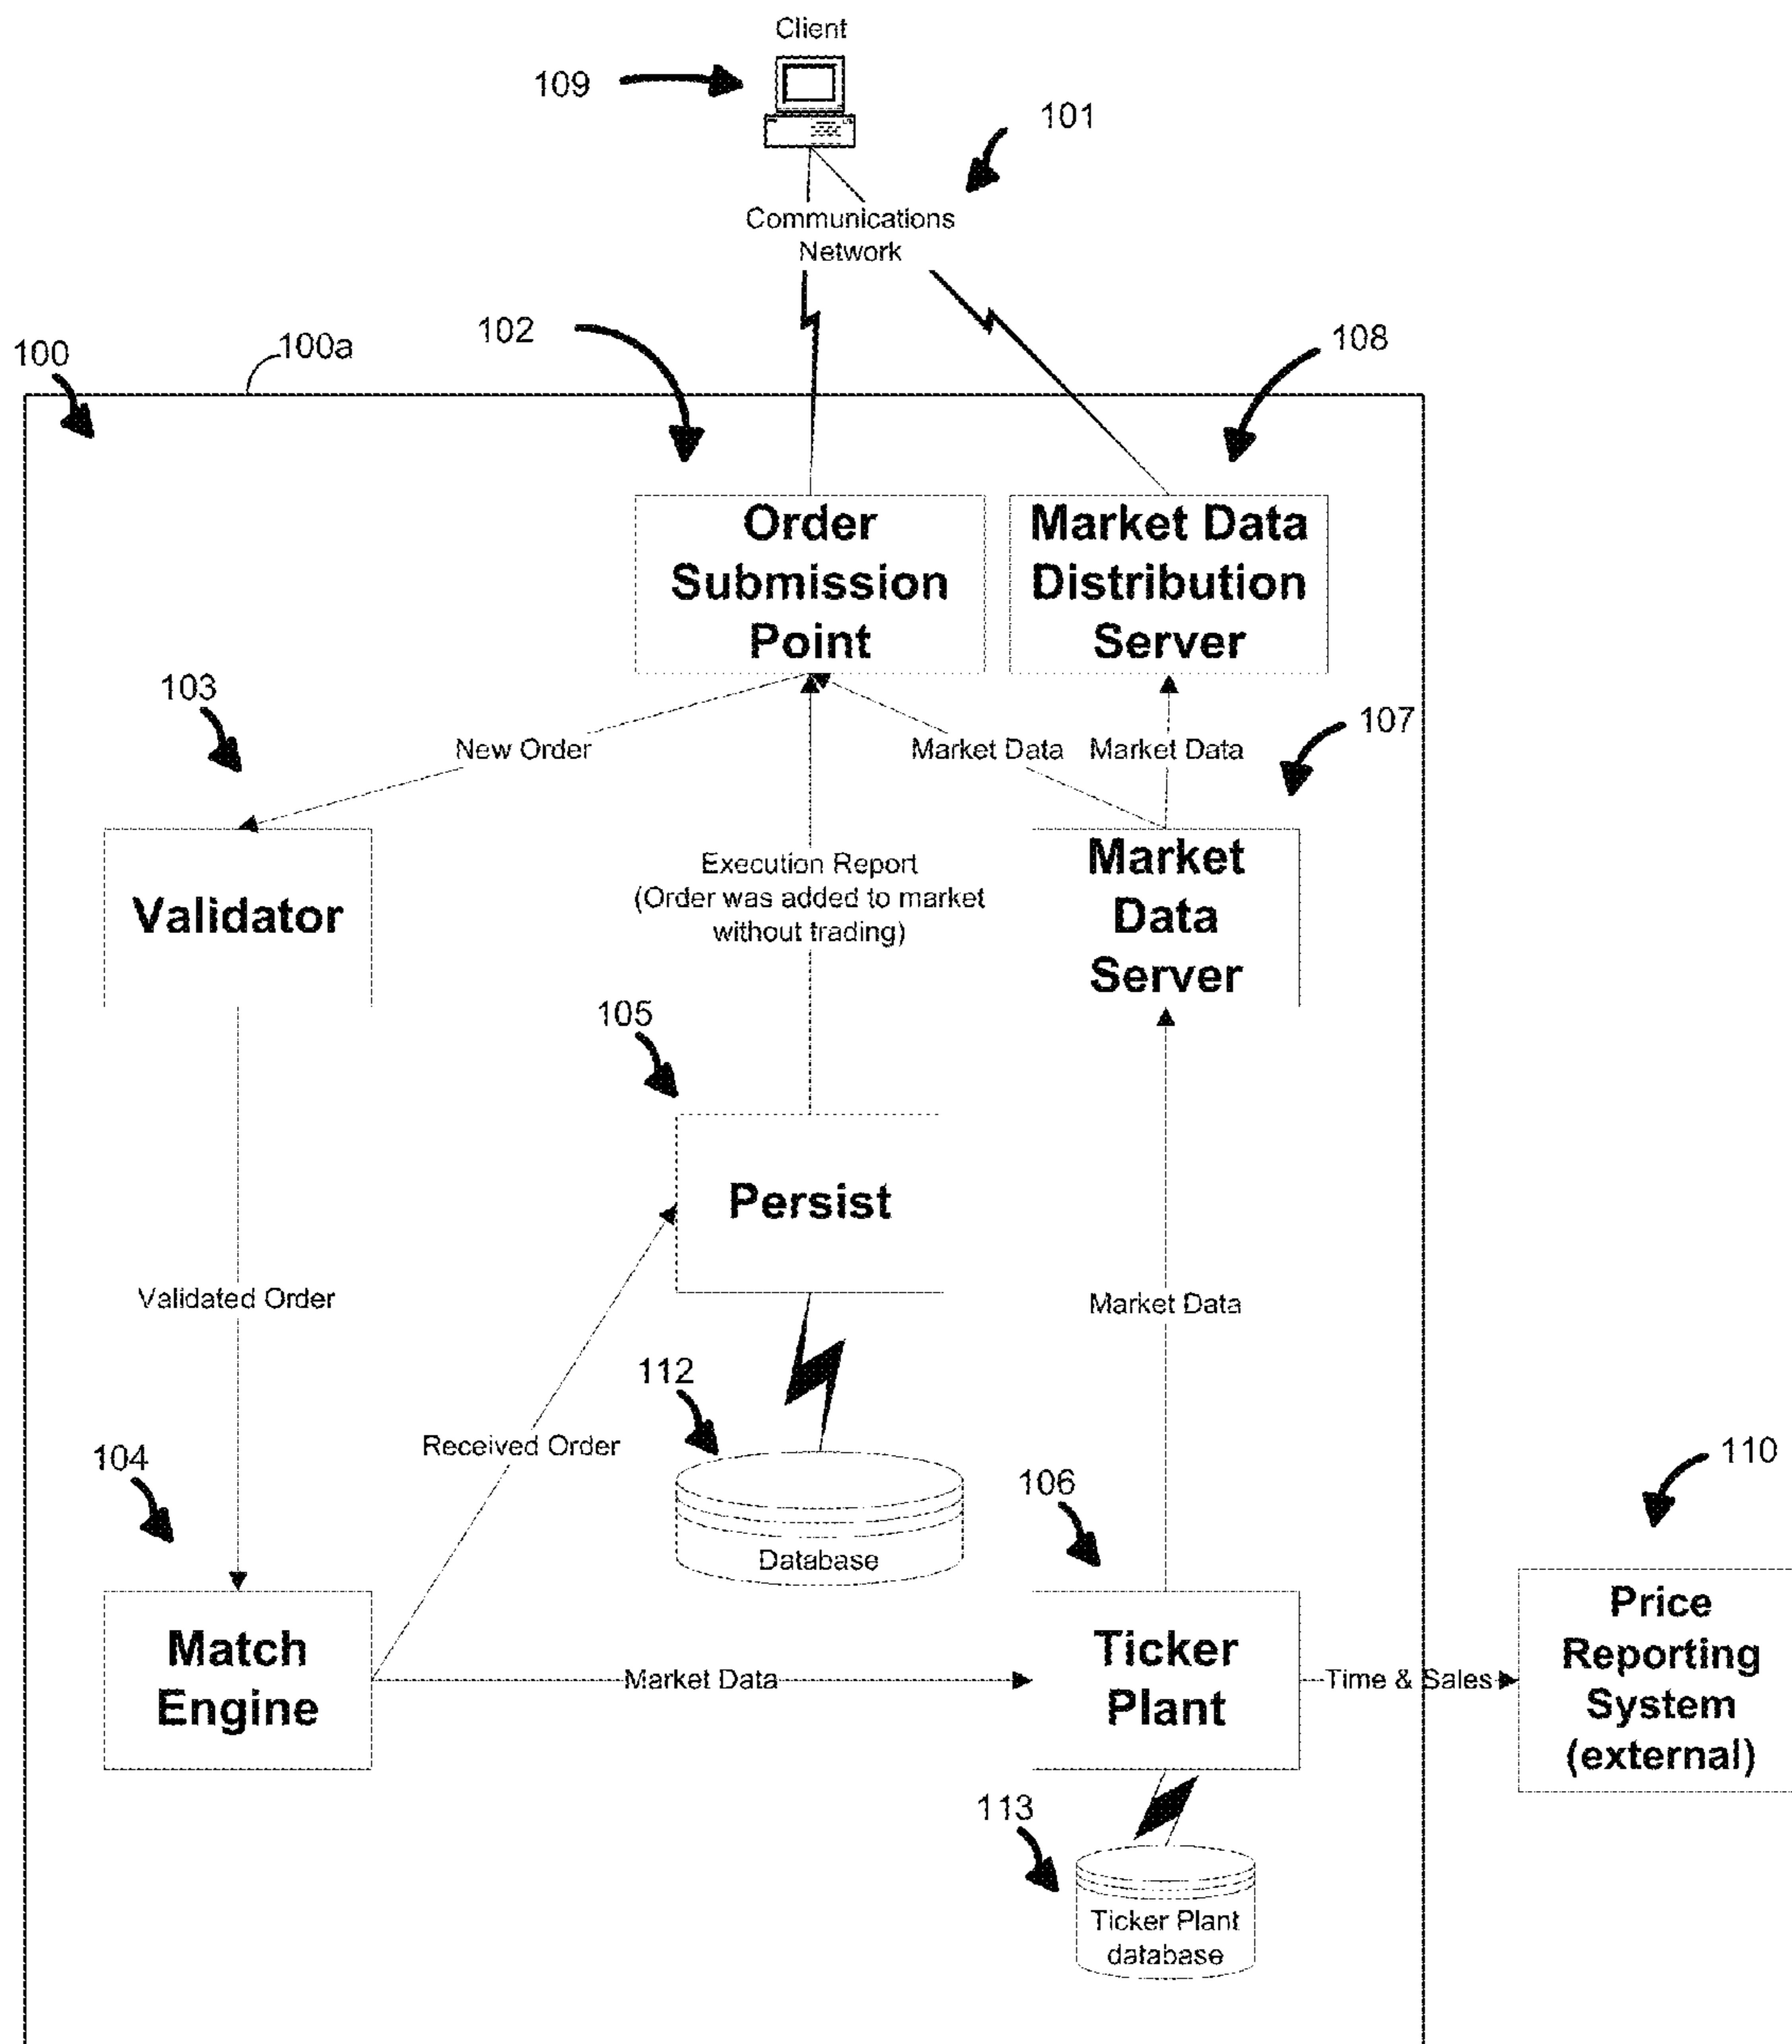 Client
109
101
Communications
Network
102
108
100
100a
Order
Submission
Point
Market Data
Distribution
Server
103
107
New Order
Market Data
Market Data
Validator
Execution Report
(Order was added to market
without trading)
Market
Data
Server
105
Persist
Validated Order
Market Data
112
104
Received Order
110
106
Database
Match
Engine
Market Data
Ticker
Plant
Time & Sales
Price
Reporting
System
(external)
113
Ticker Plant
database